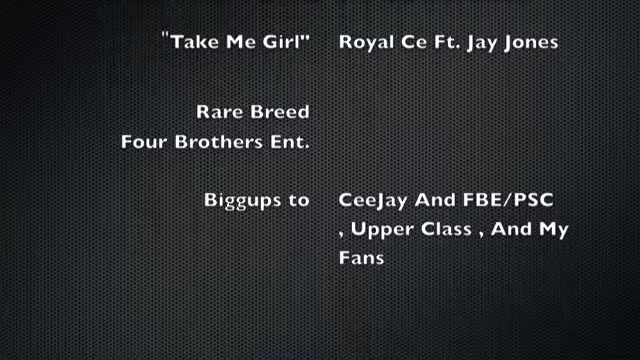 "Take Me Girl" Royal Ce Ft. Jay Jones
Rare Breed
Four Brothers Ent.
Biggups to CeeJay And FBE/PSC
, Upper Class , And My
Fans